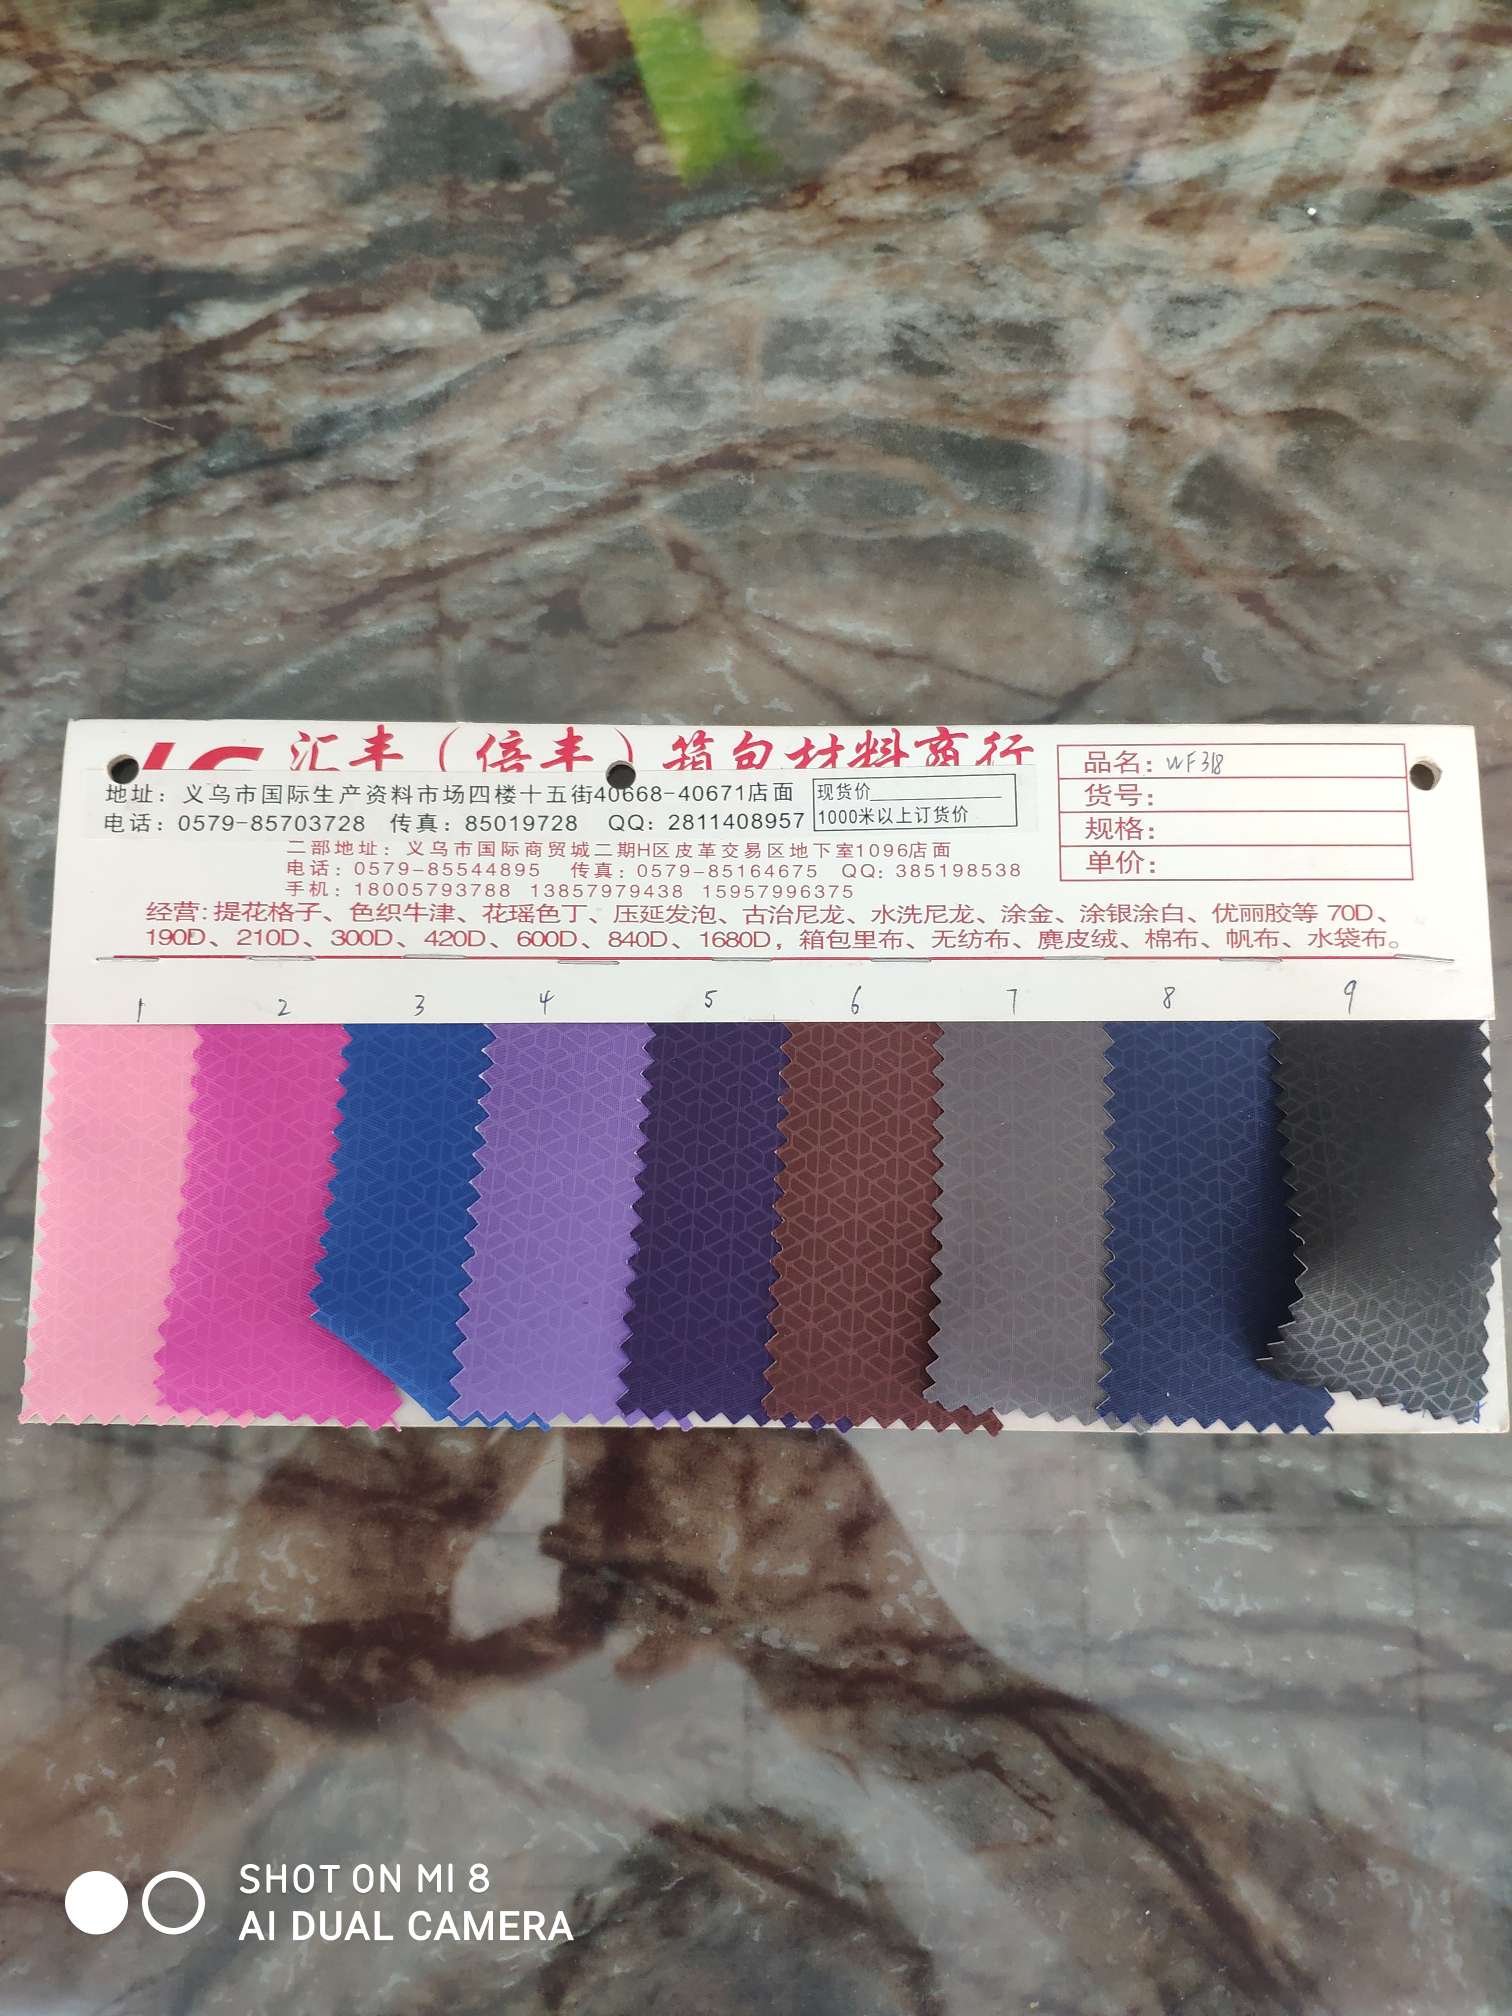 汇丰（倍丰）箱包材料商行
地址：义乌市国际生产资料市场四楼十五街40668-40671店面
电话：0579-85703728 传真：85019728 QQ：2811408957
现货价
1000米以上订货价
二部地址：义乌市国际商贸城二期H区皮革交易区地下室1096店面
电话：0579-85544895 传真：0579-85164675 QQ：385198538
手机：18005793788 13857979438 15957996375
品名：WF318
货号：
规格：
单价：
经营：提花格子、色织牛津、花瑶色丁、压延发泡、古治尼龙、水洗尼龙、涂金、涂银涂白、优丽胶等 70D、
190D、210D、300D、420D、600D、840D、1680D，箱包里布、无纺布、麂皮绒、棉布、帆布、水袋布。
1 2 3 4 5 6 7 8 9
SHOT ON MI 8
AI DUAL CAMERA